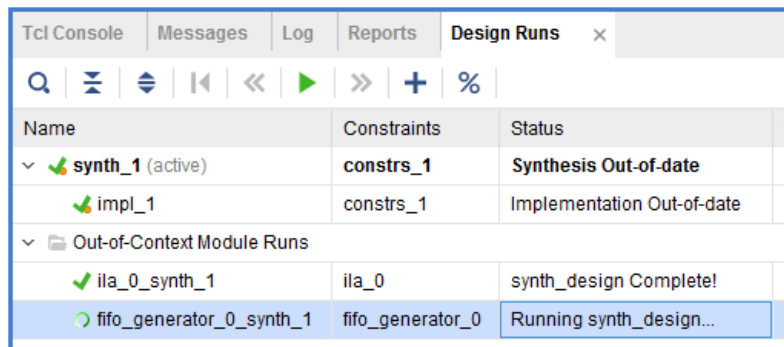 Tcl Console Messages Log Reports Design Runs
Name Constraints Status
synth_1 (active) constrs_1 Synthesis Out-of-date
impl_1 constrs_1 Implementation Out-of-date
Out-of-Context Module Runs
ila_0_synth_1 ila_0 synth_design Complete!
fifo_generator_0_synth_1 fifo_generator_0 Running synth_design...